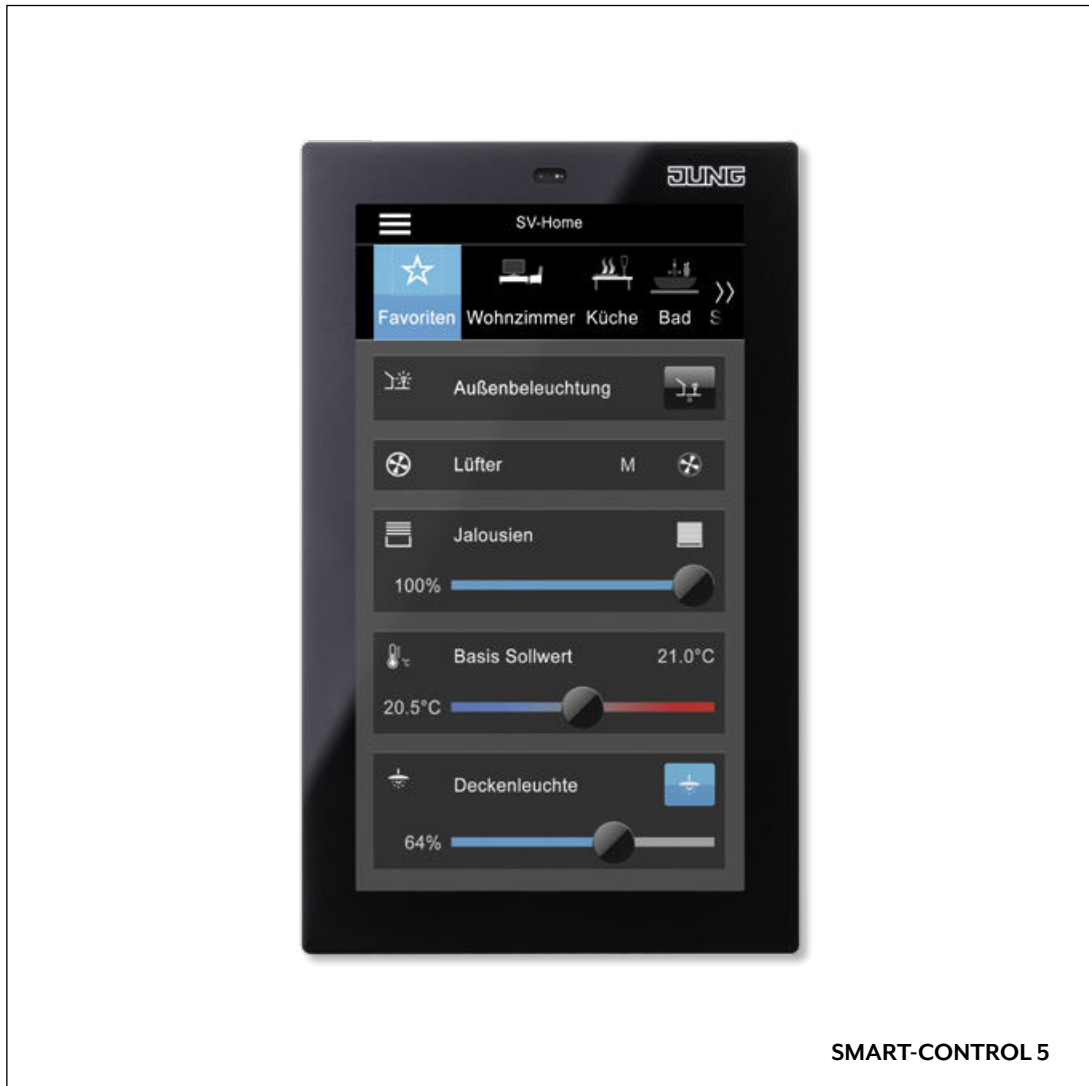 JUNG
SV-Home
Favoriten Wohnzimmer Küche Bad S
Außenbeleuchtung
Lüfter M
Jalousien
100%
Basis Sollwert 21.0°C
20.5°C
Deckenleuchte
64%
SMART-CONTROL 5